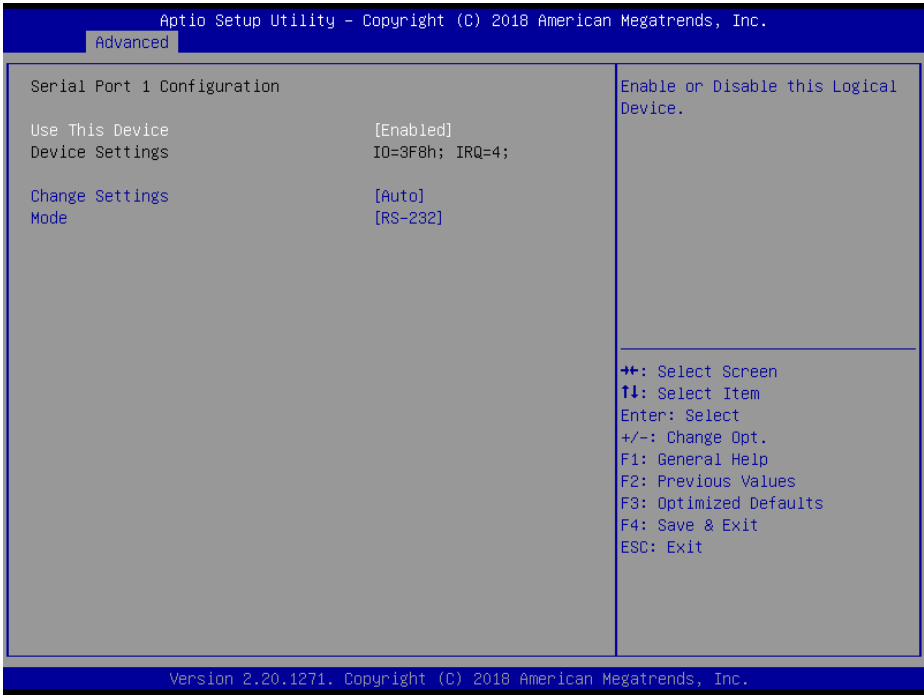 Aptio Setup Utility – Copyright (C) 2018 American Megatrends, Inc.
Advanced
Serial Port 1 Configuration
Use This Device [Enabled]
Device Settings IO=3F8h; IRQ=4;
Change Settings [Auto]
Mode [RS-232]
Enable or Disable this Logical
Device.
→←: Select Screen
↑↓: Select Item
Enter: Select
+/-: Change Opt.
F1: General Help
F2: Previous Values
F3: Optimized Defaults
F4: Save & Exit
ESC: Exit
Version 2.20.1271. Copyright (C) 2018 American Megatrends, Inc.